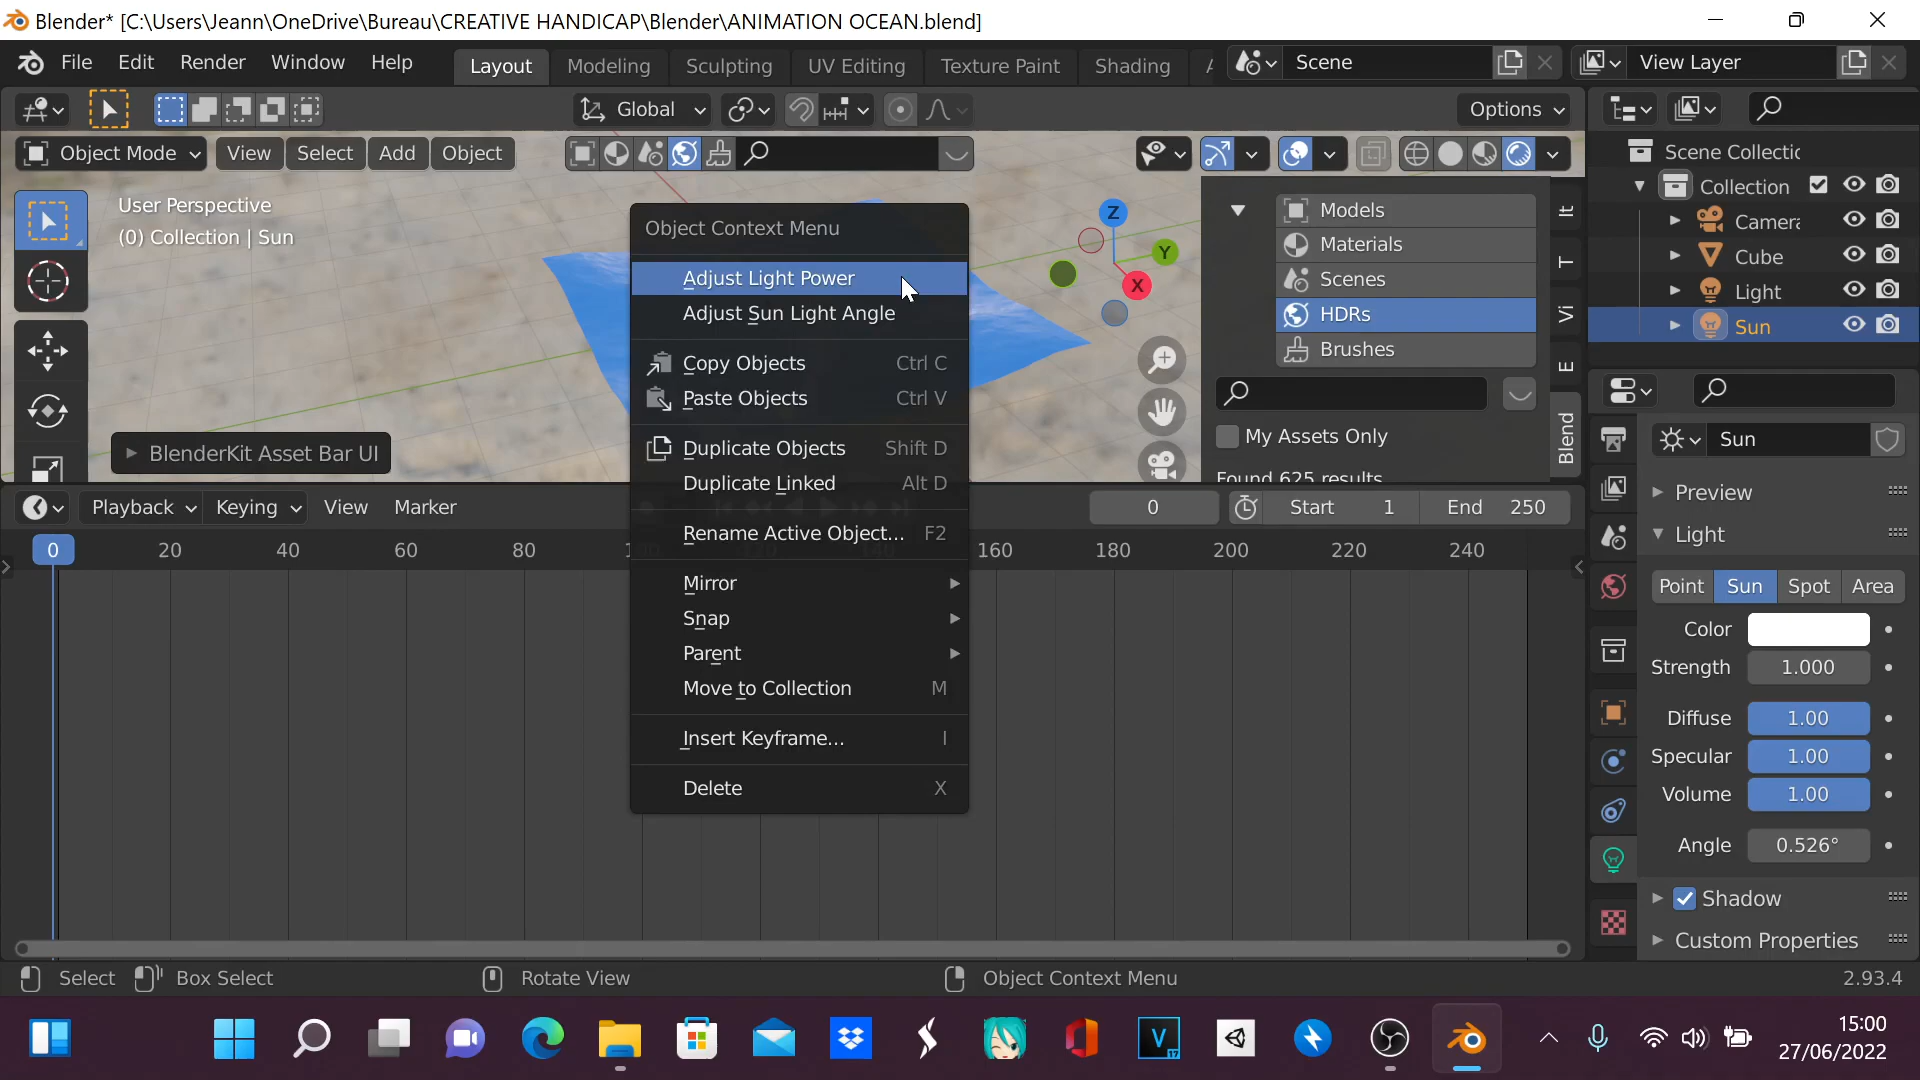 Blender* [C:\Users\Jeann\OneDrive\Bureau\CREATIVE HANDICAP\Blender\ANIMATION OCEAN.blend]
File Edit Render Window Help Layout Modeling Sculpting UV Editing Texture Paint Shading Scene View Layer
Global Options
Object Mode View Select Add Object
User Perspective
(0) Collection | Sun
BlenderKit Asset Bar UI
Object Context Menu
Adjust Light Power
Adjust Sun Light Angle
Copy Objects Ctrl C
Paste Objects Ctrl V
Duplicate Objects Shift D
Duplicate Linked Alt D
Rename Active Object... F2
Mirror
Snap
Parent
Move to Collection M
Insert Keyframe... I
Delete X
Z
Y
X
Models
Materials
Scenes
HDRs
Brushes
My Assets Only
Found 625 results
It
T
Vi
E
Blend
Scene Collectic
Collection
Camera
Cube
Light
Sun
Sun
Preview
Light
Point Sun Spot Area
Color
Strength 1.000
Diffuse 1.00
Specular 1.00
Volume 1.00
Angle 0.526°
Shadow
Custom Properties
Playback Keying View Marker 0 Start 1 End 250
0 20 40 60 80 100 120 140 160 180 200 220 240
Select Box Select Rotate View Object Context Menu 2.93.4
15:00
27/06/2022